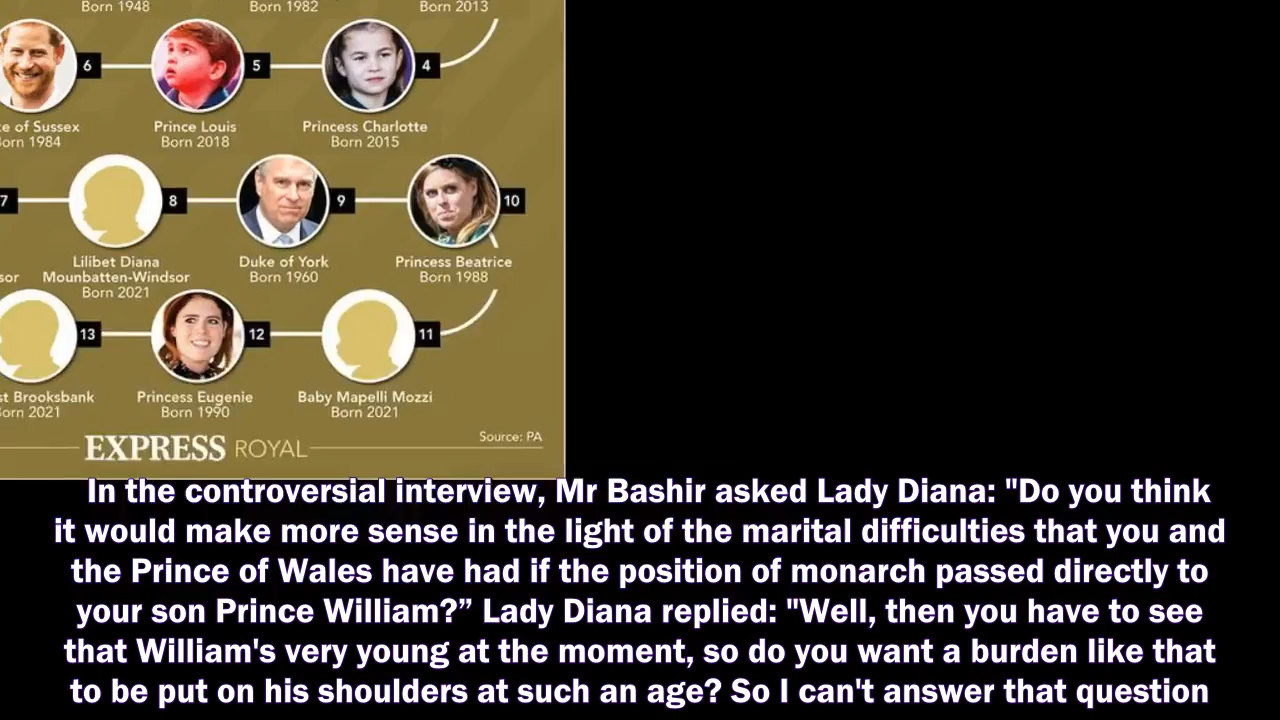 Born 1948 Born 1982 Born 2013
6 5 4
ke of Sussex Prince Louis Princess Charlotte
orn 1984 Born 2018 Born 2015
7 8 9 10
sor Lilibet Diana Mounbatten-Windsor Duke of York Princess Beatrice
Born 2021 Born 1960 Born 1988
13 12 11
st Brooksbank Princess Eugenie Baby Mapelli Mozzi
orn 2021 Born 1990 Born 2021
Source: PA
EXPRESS ROYAL
In the controversial interview, Mr Bashir asked Lady Diana: "Do you think
it would make more sense in the light of the marital difficulties that you and
the Prince of Wales have had if the position of monarch passed directly to
your son Prince William?” Lady Diana replied: "Well, then you have to see
that William's very young at the moment, so do you want a burden like that
to be put on his shoulders at such an age? So I can't answer that question